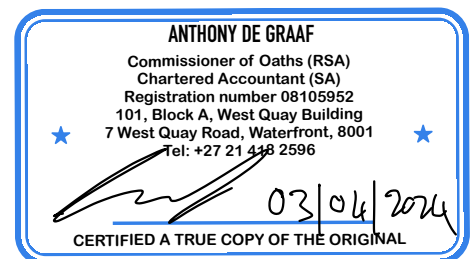 ANTHONY DE GRAAF
Commissioner of Oaths (RSA)
Chartered Accountant (SA)
Registration number 08105952
101, Block A, West Quay Building
7 West Quay Road, Waterfront, 8001
Tel: +27 21 418 2596
03/04/2024
CERTIFIED A TRUE COPY OF THE ORIGINAL